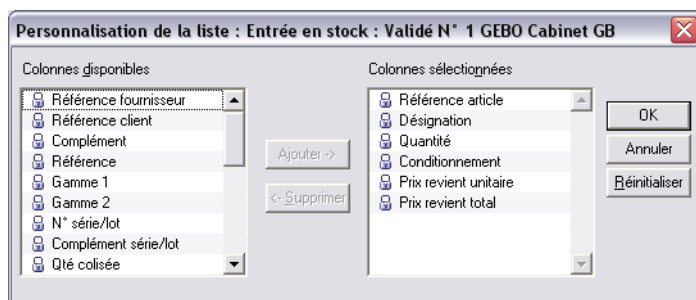 Personnalisation de la liste : Entrée en stock : Validé N° 1 GEBO Cabinet GB
Colonnes disponibles
Référence fournisseur
Référence client
Complément
Référence
Gamme 1
Gamme 2
N° série/lot
Complément série/lot
Qté colisée
Ajouter ->
<- Supprimer
Colonnes sélectionnées
Référence article
Désignation
Quantité
Conditionnement
Prix revient unitaire
Prix revient total
OK
Annuler
Réinitialiser